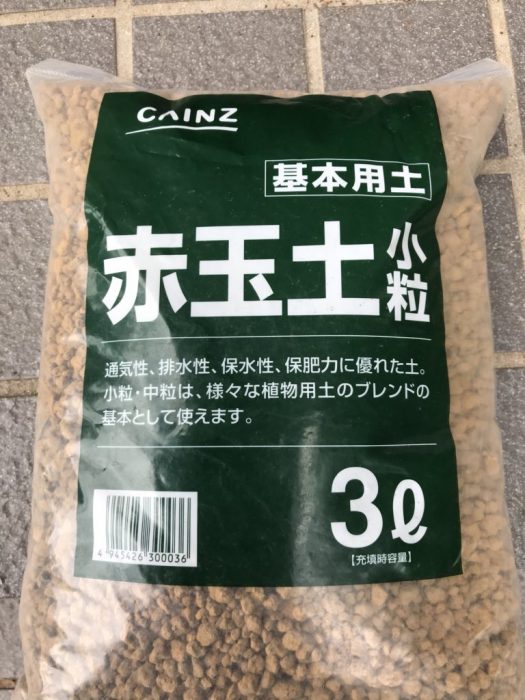 CAINZ
基本用土
赤玉土 小粒
通気性、排水性、保水性、保肥力に優れた土。
小粒・中粒は、様々な植物用土のブレンドの
基本として使えます。
3ℓ
【充填時容量】
4 945426 300036